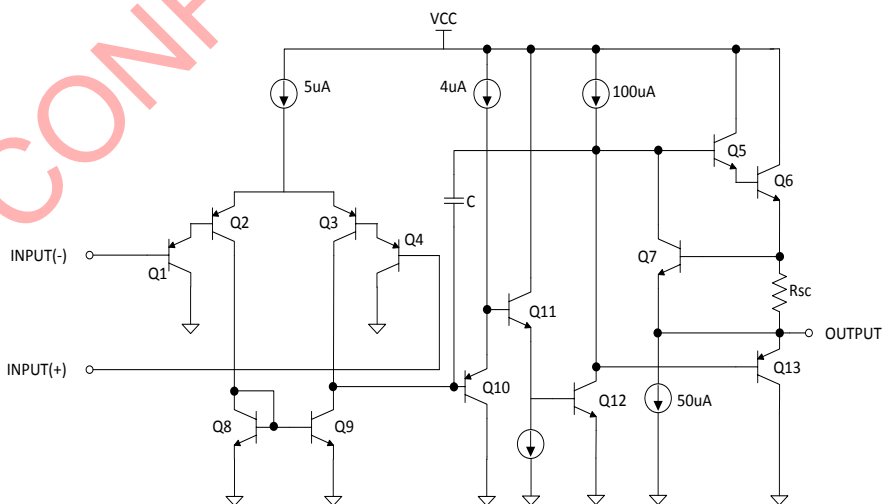 CONF
VCC
5uA
4uA
100uA
Q5
Q6
Q2
Q3
C
Q4
Q7
INPUT(-)
Q1
Rsc
Q11
OUTPUT
INPUT(+)
Q10
Q13
Q12
50uA
Q8
Q9